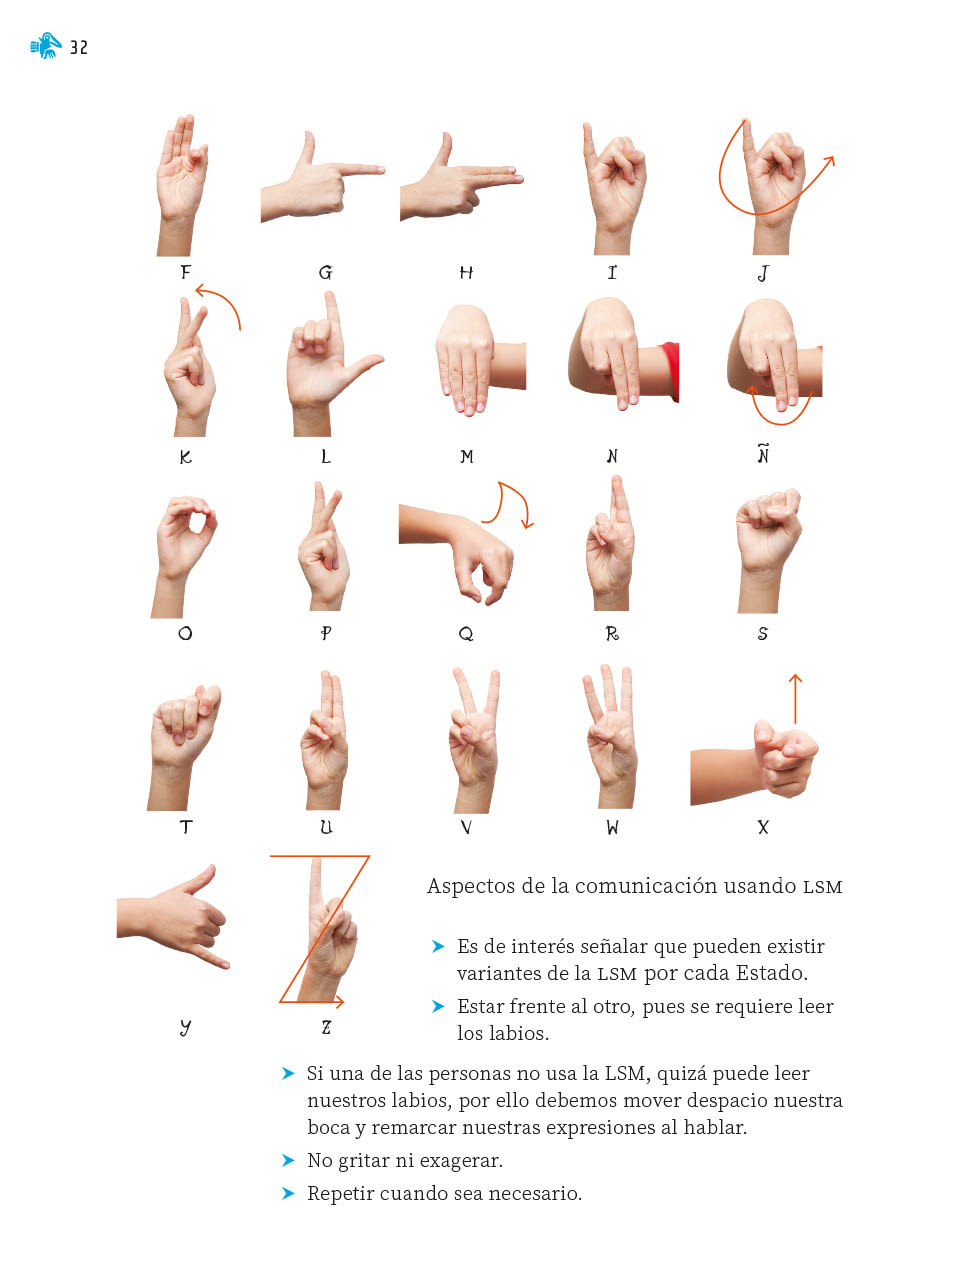 32
F G H I J
K L M N Ñ
O P Q R S
T U V W X
Y Z
Aspectos de la comunicación usando LSM
➤ Es de interés señalar que pueden existir
variantes de la LSM por cada Estado.
➤ Estar frente al otro, pues se requiere leer
los labios.
➤ Si una de las personas no usa la LSM, quizá puede leer
nuestros labios, por ello debemos mover despacio nuestra
boca y remarcar nuestras expresiones al hablar.
➤ No gritar ni exagerar.
➤ Repetir cuando sea necesario.